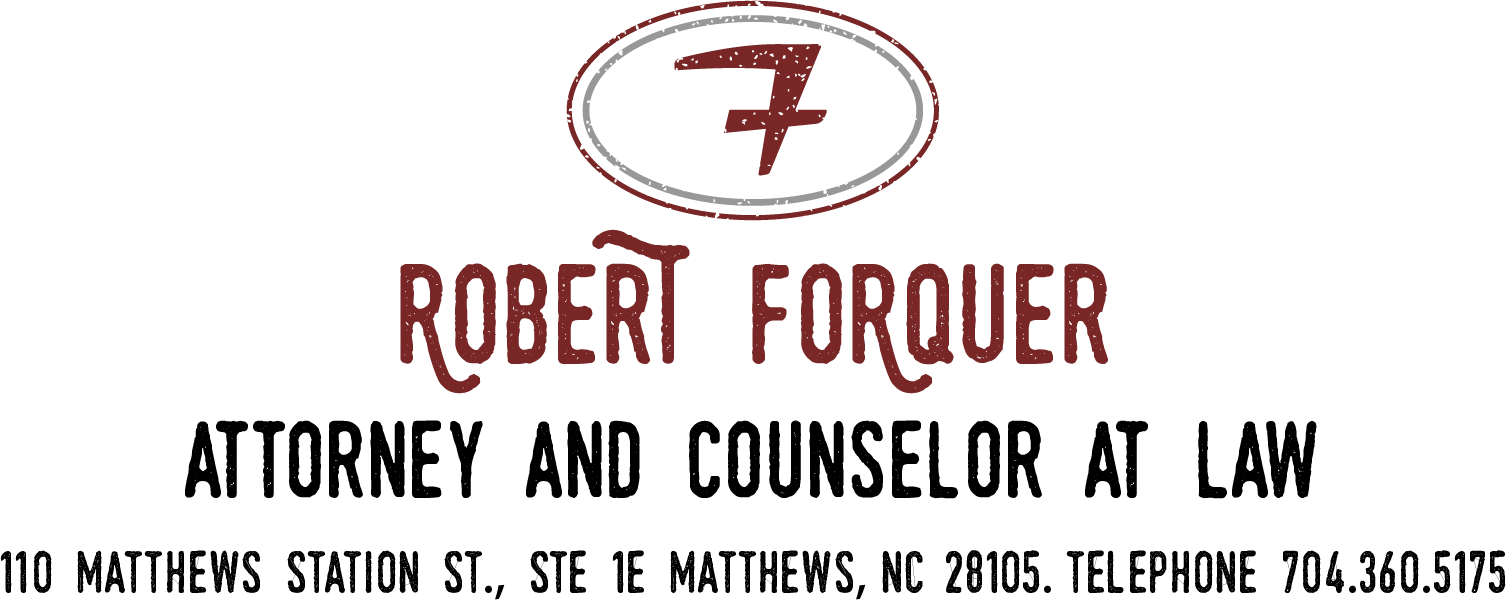 F
ROBERT FORQUER
ATTORNEY AND COUNSELOR AT LAW
110 MATTHEWS STATION ST., STE 1E MATTHEWS, NC 28105. TELEPHONE 704.360.5175